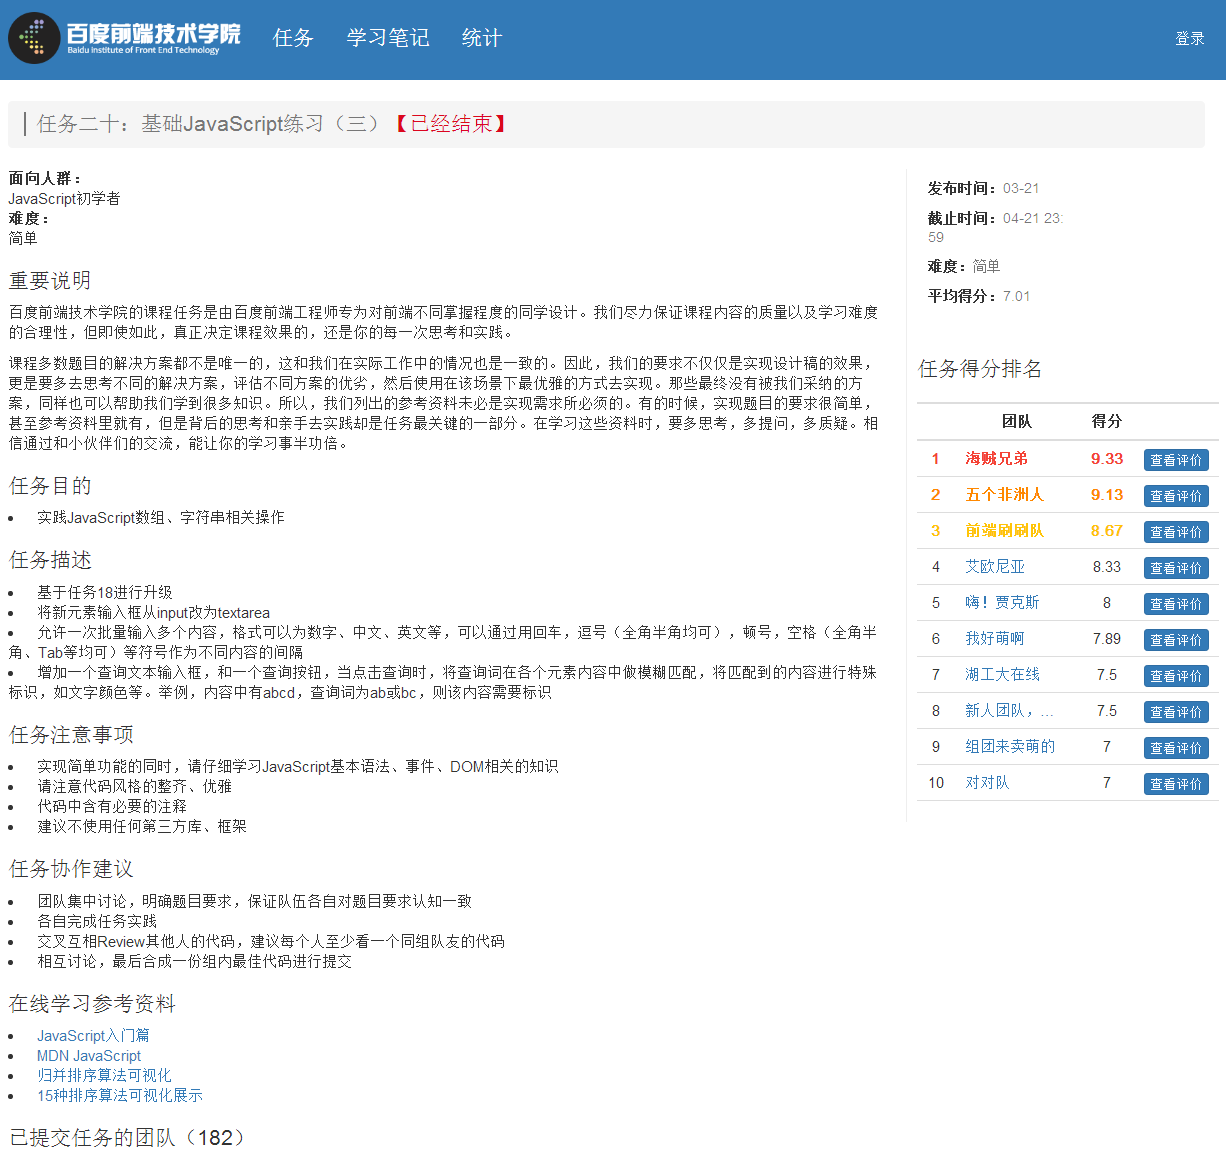 百度前端技术学院
Baidu Institute of Front End Technology
任务 学习笔记 统计
登录
任务二十：基础JavaScript练习（三）【已经结束】
面向人群：
JavaScript初学者
难度：
简单
重要说明
百度前端技术学院的课程任务是由百度前端工程师专为对前端不同掌握程度的同学设计。我们尽力保证课程内容的质量以及学习难度
的合理性，但即使如此，真正决定课程效果的，还是你的每一次思考和实践。
课程多数题目的解决方案都不是唯一的，这和我们在实际工作中的情况也是一致的。因此，我们的要求不仅仅是实现设计稿的效果，
更是要多去思考不同的解决方案，评估不同方案的优劣，然后使用在该场景下最优雅的方式去实现。那些最终没有被我们采纳的方
案，同样也可以帮助我们学到很多知识。所以，我们列出的参考资料未必是实现需求所必须的。有的时候，实现题目的要求很简单，
甚至参考资料里就有，但是背后的思考和亲手去实践却是任务最关键的一部分。在学习这些资料时，要多思考，多提问，多质疑。相
信通过和小伙伴们的交流，能让你的学习事半功倍。
任务目的
• 实践JavaScript数组、字符串相关操作
任务描述
• 基于任务18进行升级
• 将新元素输入框从input改为textarea
• 允许一次批量输入多个内容，格式可以为数字、中文、英文等，可以通过用回车，逗号（全角半角均可），顿号，空格（全角半
角、Tab等均可）等符号作为不同内容的间隔
• 增加一个查询文本输入框，和一个查询按钮，当点击查询时，将查询词在各个元素内容中做模糊匹配，将匹配到的内容进行特殊
标识，如文字颜色等。举例，内容中有abcd，查询词为ab或bc，则该内容需要标识
任务注意事项
• 实现简单功能的同时，请仔细学习JavaScript基本语法、事件、DOM相关的知识
• 请注意代码风格的整齐、优雅
• 代码中含有必要的注释
• 建议不使用任何第三方库、框架
任务协作建议
• 团队集中讨论，明确题目要求，保证队伍各自对题目要求认知一致
• 各自完成任务实践
• 交叉互相Review其他人的代码，建议每个人至少看一个同组队友的代码
• 相互讨论，最后合成一份组内最佳代码进行提交
在线学习参考资料
• JavaScript入门篇
• MDN JavaScript
• 归并排序算法可视化
• 15种排序算法可视化展示
已提交任务的团队（182）
发布时间：03-21
截止时间：04-21 23:
59
难度：简单
平均得分：7.01
任务得分排名
团队 得分
1 海贼兄弟 9.33 查看评价
2 五个非洲人 9.13 查看评价
3 前端刷刷队 8.67 查看评价
4 艾欧尼亚 8.33 查看评价
5 嗨！贾克斯 8 查看评价
6 我好萌啊 7.89 查看评价
7 湖工大在线 7.5 查看评价
8 新人团队，... 7.5 查看评价
9 组团来卖萌的 7 查看评价
10 对对队 7 查看评价